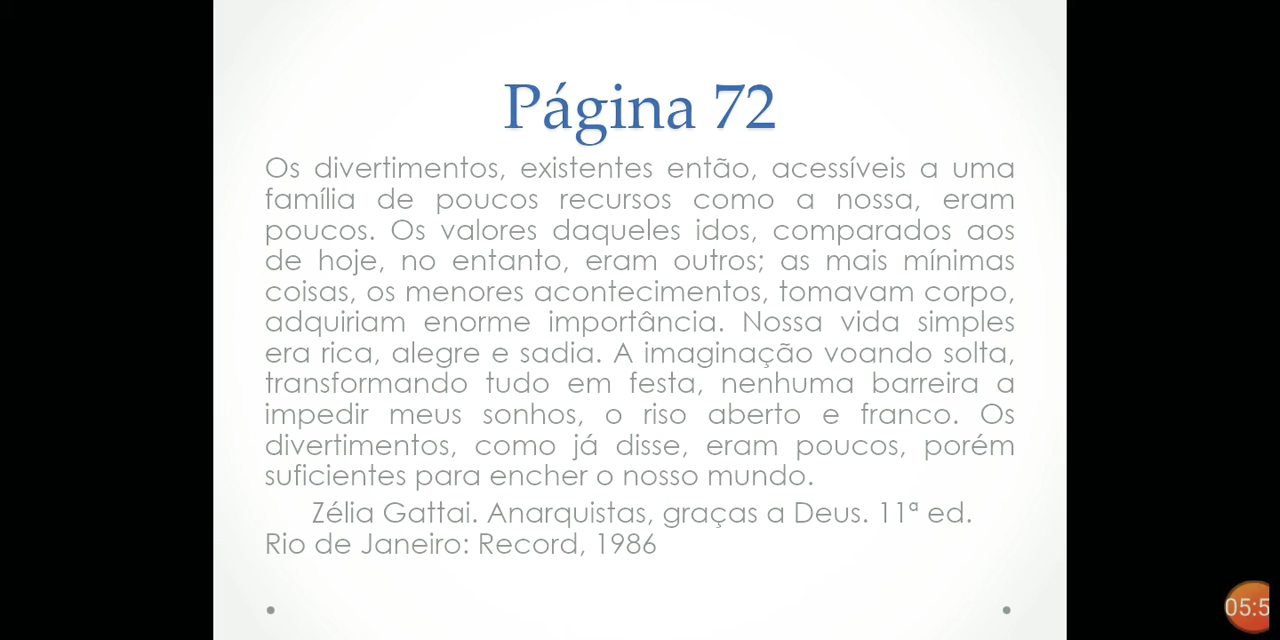 Página 72
Os divertimentos, existentes então, acessíveis a uma
família de poucos recursos como a nossa, eram
poucos. Os valores daqueles idos, comparados aos
de hoje, no entanto, eram outros; as mais mínimas
coisas, os menores acontecimentos, tomavam corpo,
adquiriam enorme importância. Nossa vida simples
era rica, alegre e sadia. A imaginação voando solta,
transformando tudo em festa, nenhuma barreira a
impedir meus sonhos, o riso aberto e franco. Os
divertimentos, como já disse, eram poucos, porém
suficientes para encher o nosso mundo.
Zélia Gattai. Anarquistas, graças a Deus. 11ª ed.
Rio de Janeiro: Record, 1986
05:5